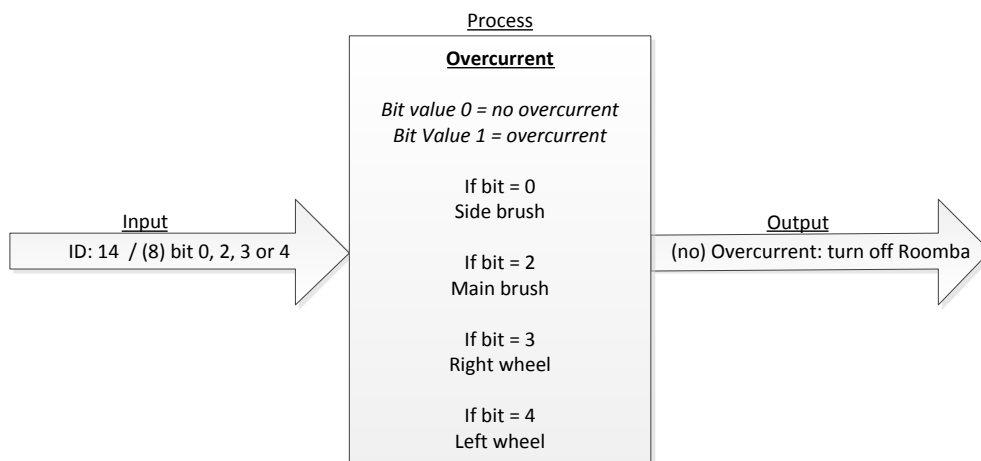 Process
Overcurrent
Bit value 0 = no overcurrent
Bit Value 1 = overcurrent
If bit = 0
Side brush
If bit = 2
Main brush
If bit = 3
Right wheel
If bit = 4
Left wheel
Input
ID: 14 / (8) bit 0, 2, 3 or 4
Output
(no) Overcurrent: turn off Roomba